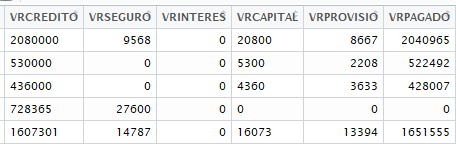 VRCREDITO VRSEGURO VRINTERES VRCAPITAL VRPROVISIO VRPAGADO
2080000 9568 0 20800 8667 2040965
530000 0 0 5300 2208 522492
436000 0 0 4360 3633 428007
728365 27600 0 0 0 0
1607301 14787 0 16073 13394 1651555